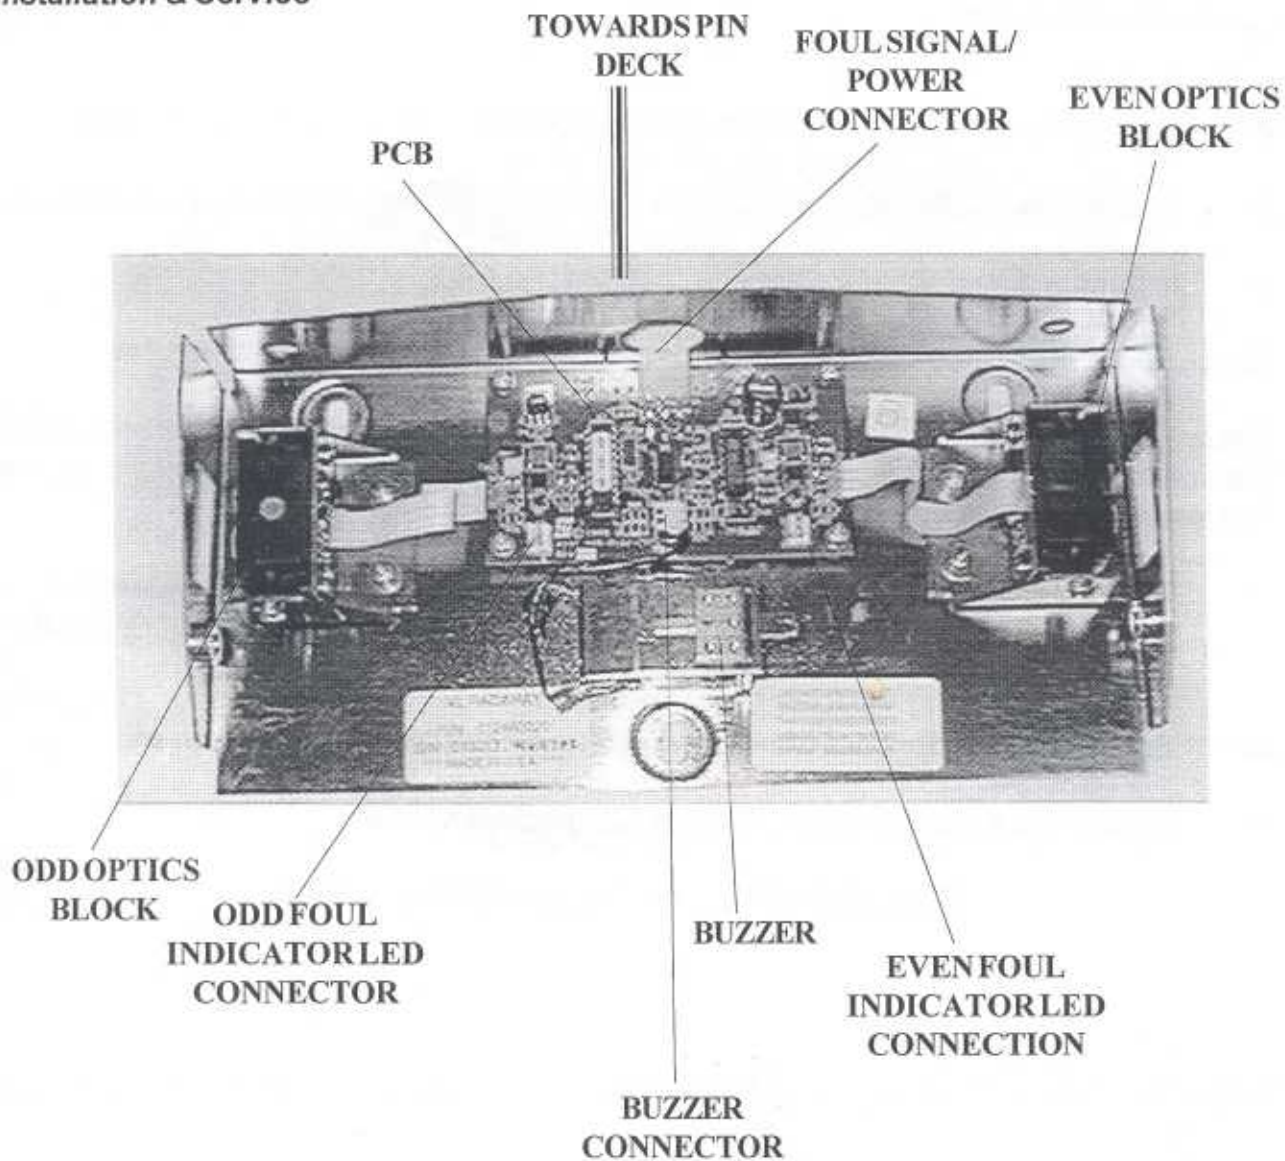 Installation & Service
TOWARDS PIN
DECK
FOUL SIGNAL/
POWER
CONNECTOR
EVEN OPTICS
BLOCK
PCB
ODD OPTICS
BLOCK
ODD FOUL
INDICATOR LED
CONNECTOR
BUZZER
EVEN FOUL
INDICATOR LED
CONNECTION
BUZZER
CONNECTOR